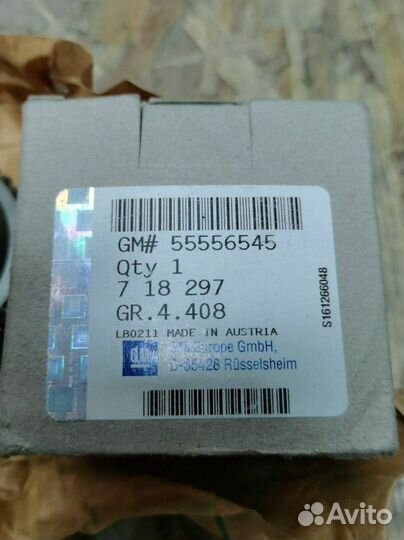 GM# 55556545
Qty 1
7 18 297
GR.4.408
LB0211 MADE IN AUSTRIA
Europe GmbH,
D-65428 Rüsselsheim
S161266048
Avito